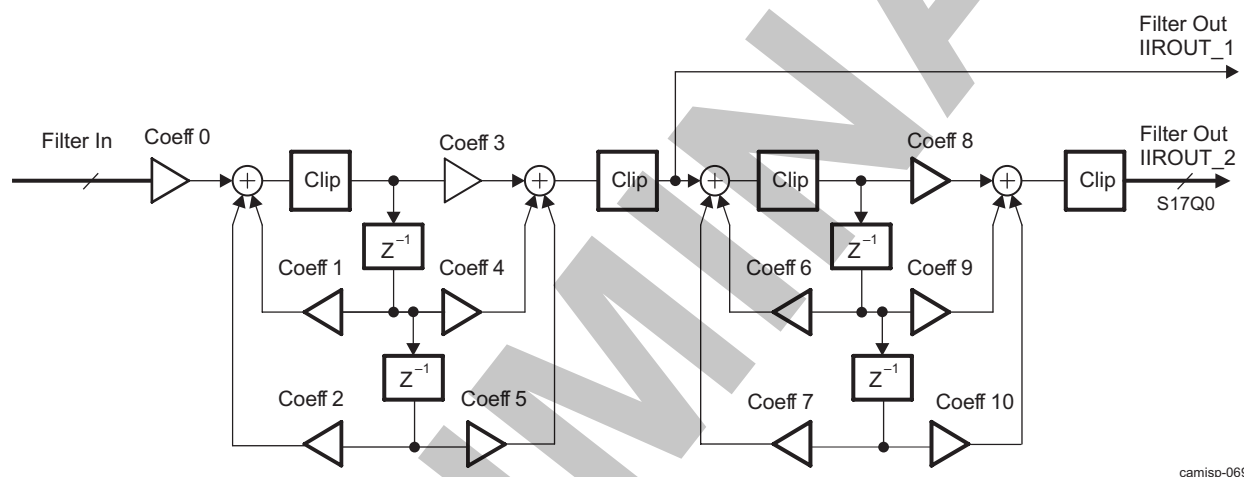 Filter Out
IIROUT_1
Filter In
Coeff 0
Coeff 3
Coeff 8
Filter Out
IIROUT_2
+
Clip
+
Clip
+
Clip
+
Clip
S17Q0
Z⁻¹
Z⁻¹
Coeff 1
Coeff 4
Coeff 6
Coeff 9
Z⁻¹
Z⁻¹
Coeff 2
Coeff 5
Coeff 7
Coeff 10
camisp-069